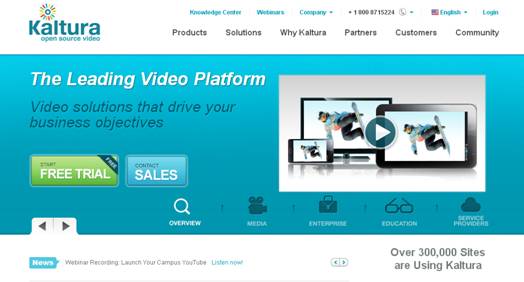 Knowledge Center Webinars Company + 1 800 8715224 English Login
Kaltura
open source video
Products Solutions Why Kaltura Partners Customers Community
The Leading Video Platform
Video solutions that drive your
business objectives
START
FREE TRIAL
FREE
CONTACT
SALES
OVERVIEW MEDIA ENTERPRISE EDUCATION SERVICE
PROVIDERS
News Webinar Recording: Launch Your Campus YouTube Listen now!
Over 300,000 Sites
are Using Kaltura